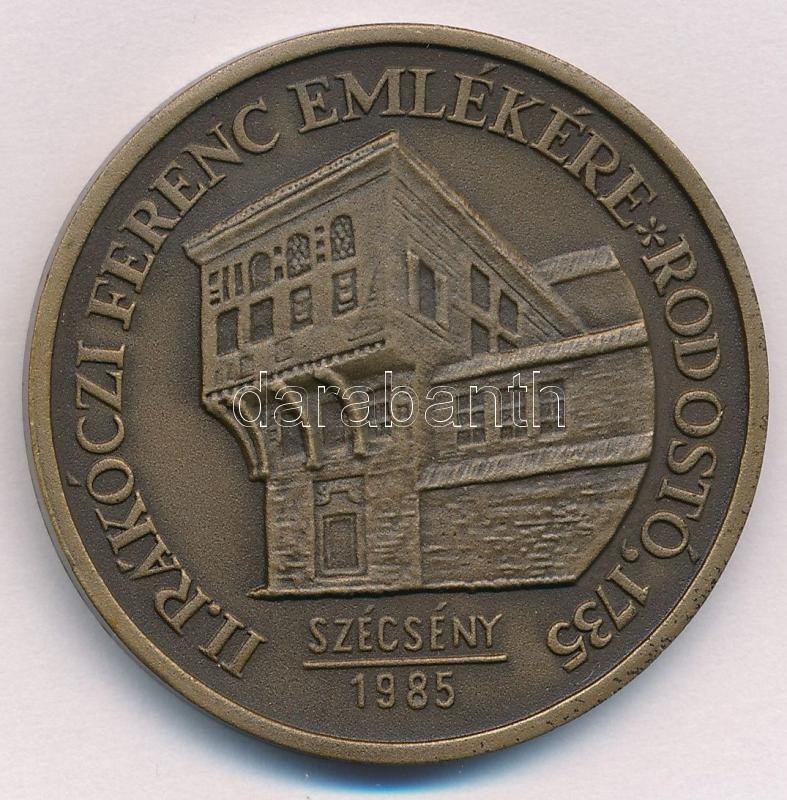 II. RÁKÓCZI FERENC EMLÉKÉRE * RODOSTÓ, 1735
darabanth
SZÉCSÉNY
1985